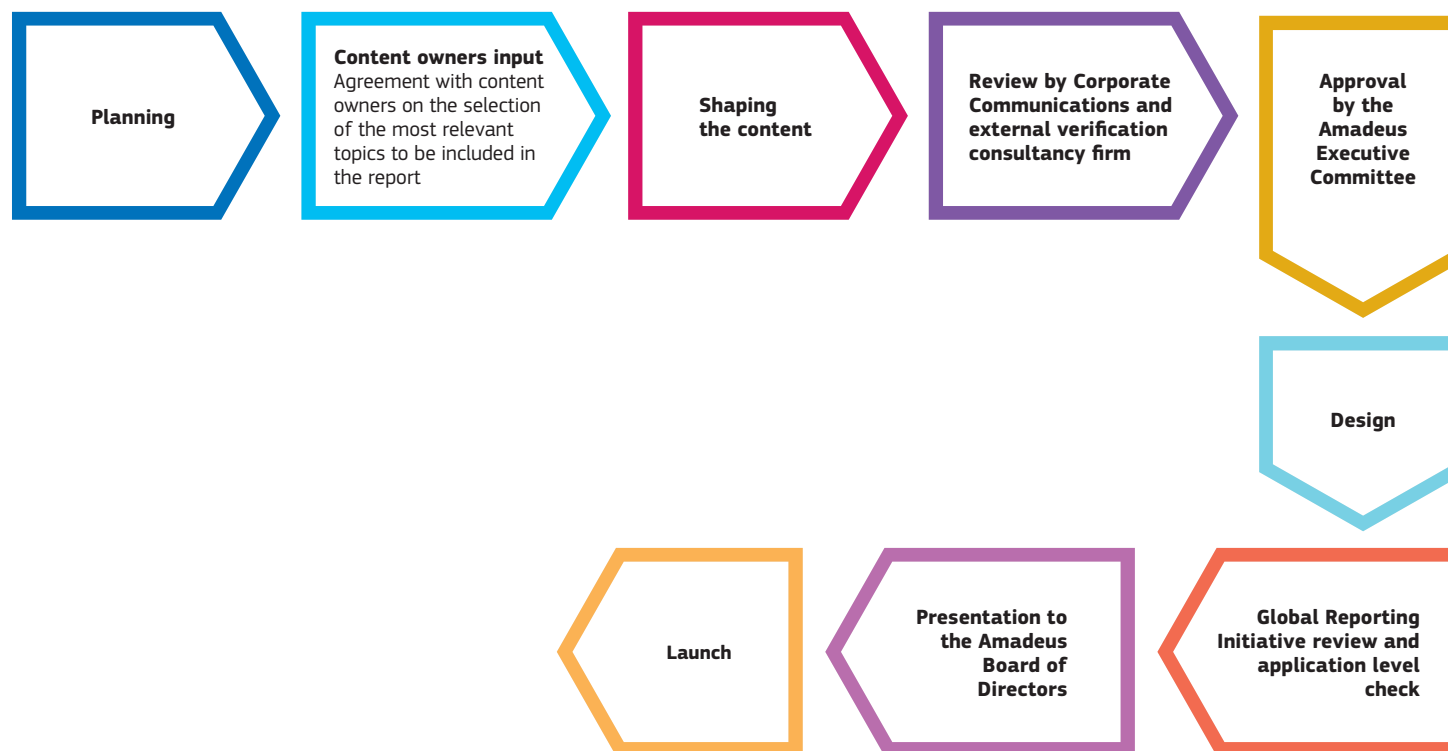 Planning
Content owners input
Agreement with content
owners on the selection
of the most relevant
topics to be included in
the report
Shaping
the content
Review by Corporate
Communications and
external verification
consultancy firm
Approval
by the
Amadeus
Executive
Committee
Design
Global Reporting
Initiative review and
application level
check
Presentation to
the Amadeus
Board of
Directors
Launch